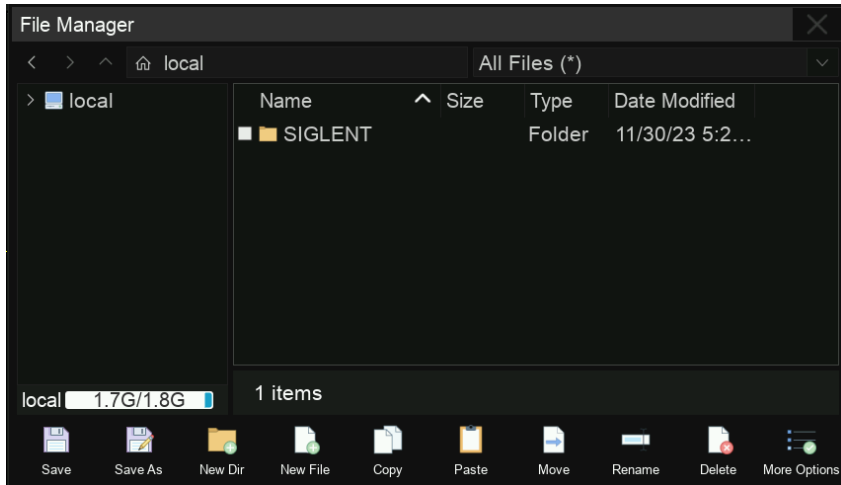 File Manager
local
All Files (*)
local
Name Size Type Date Modified
SIGLENT Folder 11/30/23 5:2...
local 1.7G/1.8G
1 items
Save Save As New Dir New File Copy Paste Move Rename Delete More Options